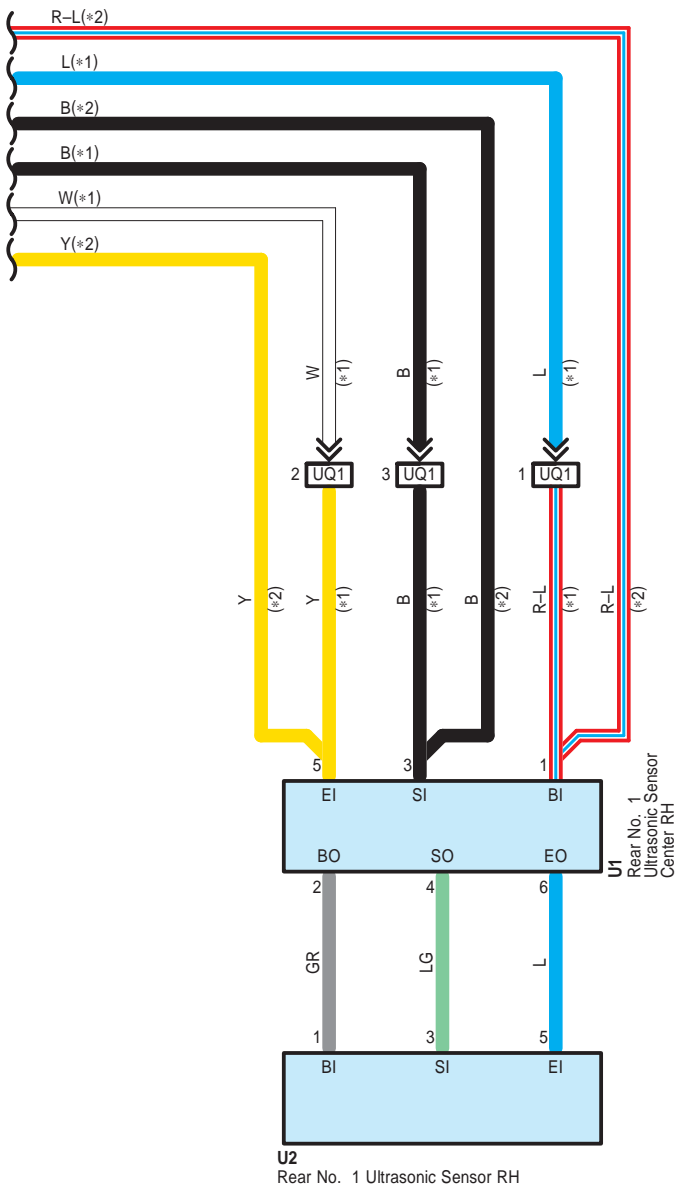 R–L(*2)
L(*1)
B(*2)
B(*1)
W(*1)
Y(*2)
W
(*1)
B
(*1)
L
(*1)
2 UQ1
3 UQ1
1 UQ1
Y
(*2)
Y
(*1)
B
(*1)
B
(*2)
R–L
(*1)
R–L
(*2)
5
3
1
EI
SI
BI
U1
Rear No. 1
Ultrasonic Sensor
Center RH
BO
SO
EO
2
4
6
GR
LG
L
1
3
5
BI
SI
EI
U2
Rear No. 1 Ultrasonic Sensor RH